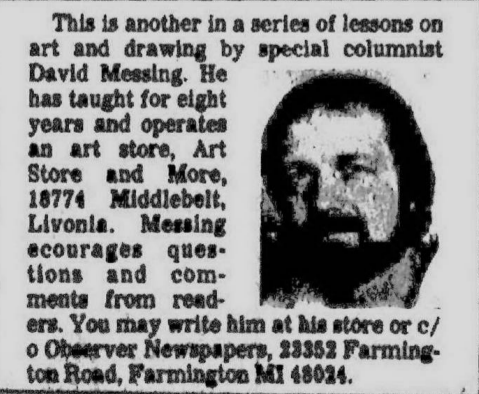 This is another in a series of lessons on
art and drawing by special columnist
David Messing. He
has taught for eight
years and operates
an art store, Art
Store and More,
18774 Middlebelt,
Livonia. Messing
ecourages ques-
tions and com-
ments from read-
ers. You may write him at his store or c/
o Observer Newspapers, 23352 Farming-
ton Road, Farmington MI 48024.